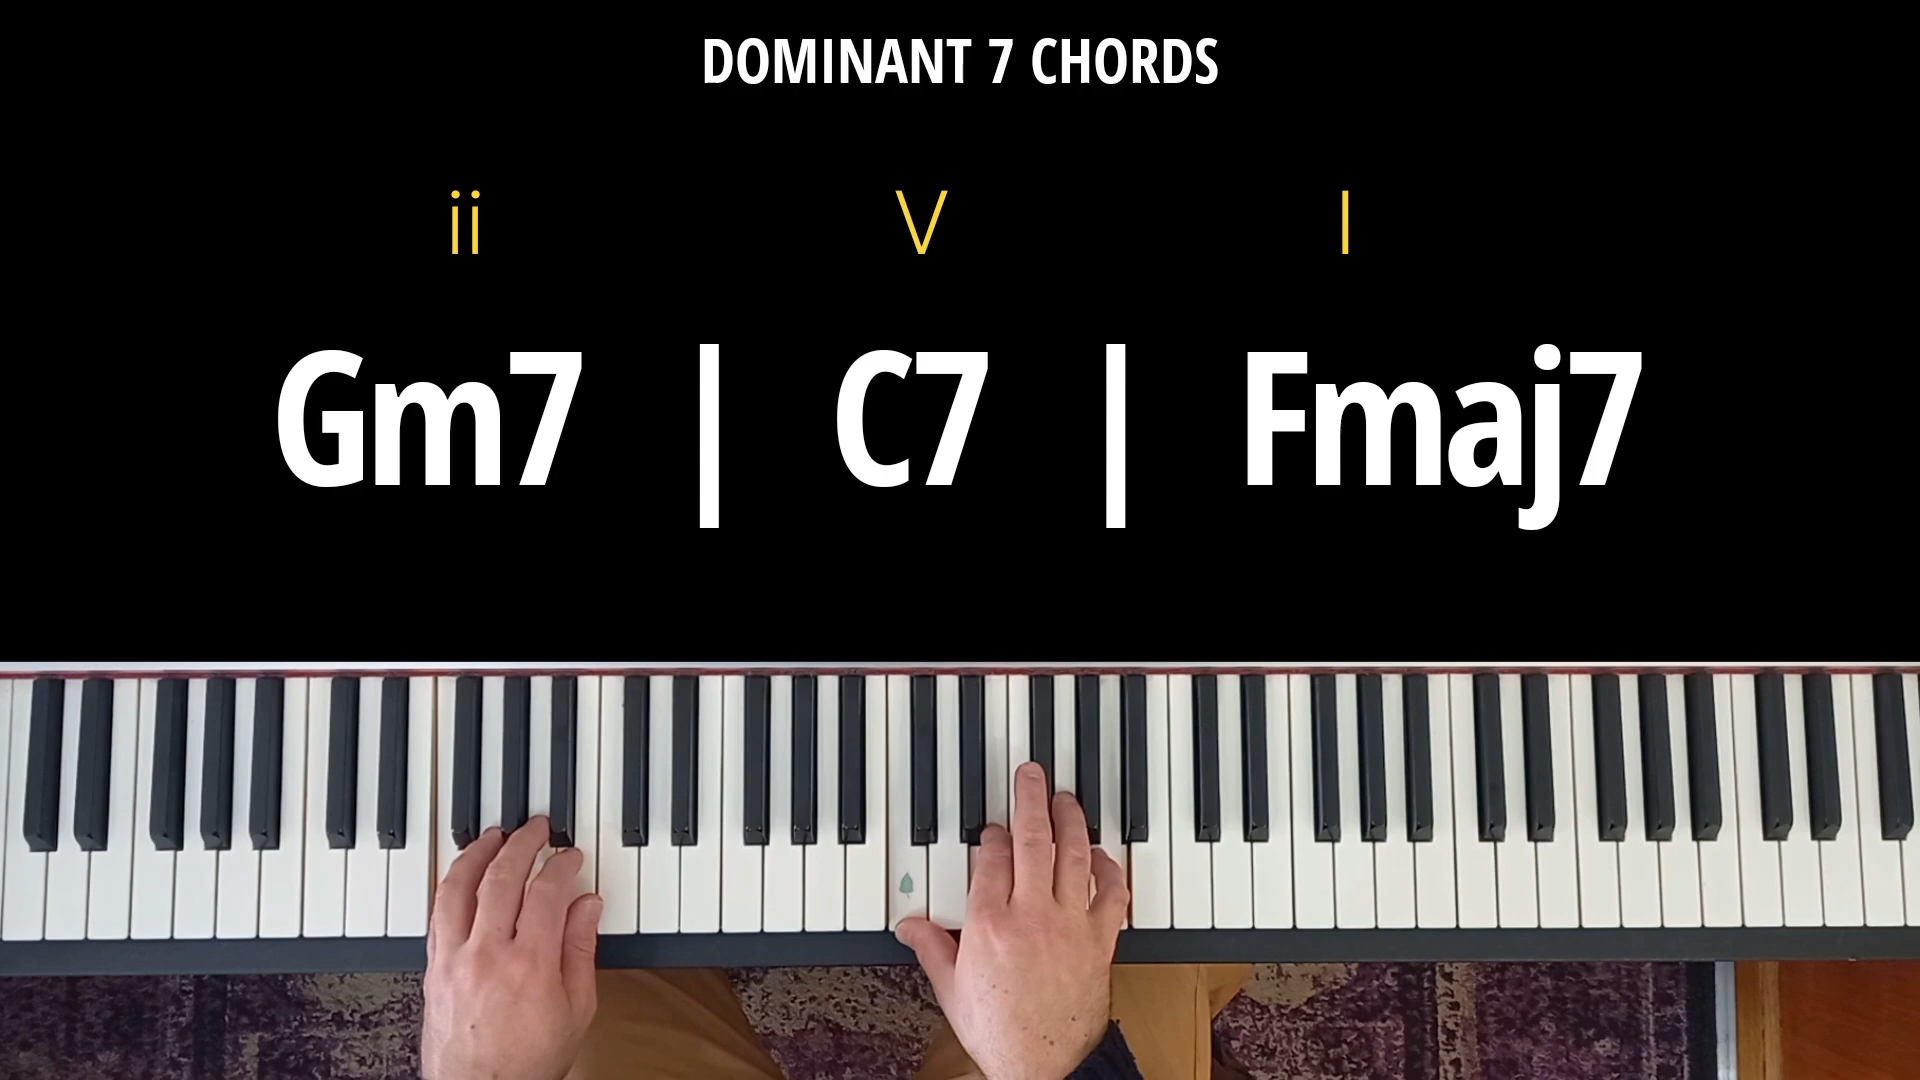 DOMINANT 7 CHORDS
ii V I
Gm7 | C7 | Fmaj7